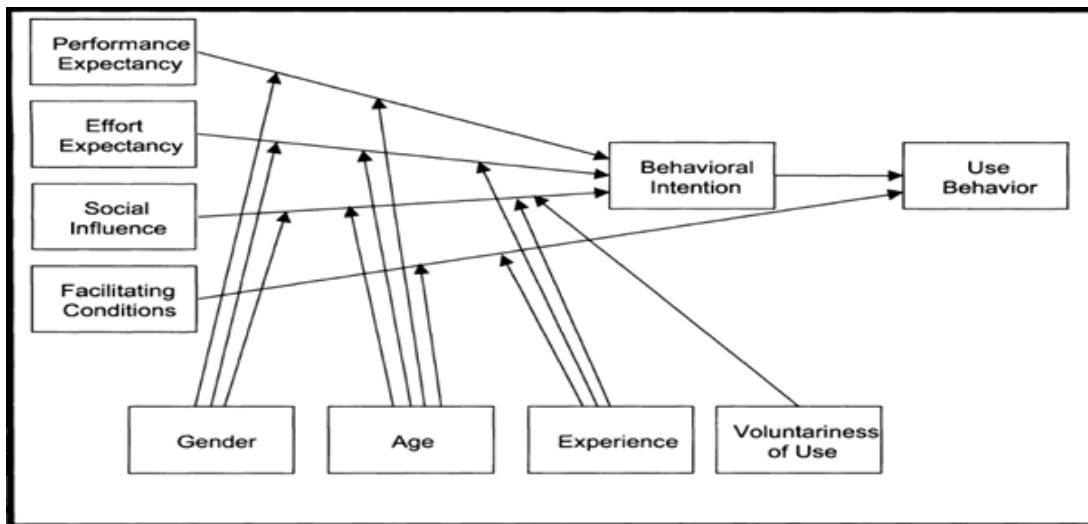 Performance
Expectancy
Effort
Expectancy
Social
Influence
Facilitating
Conditions
Behavioral
Intention
Use
Behavior
Gender
Age
Experience
Voluntariness
of Use